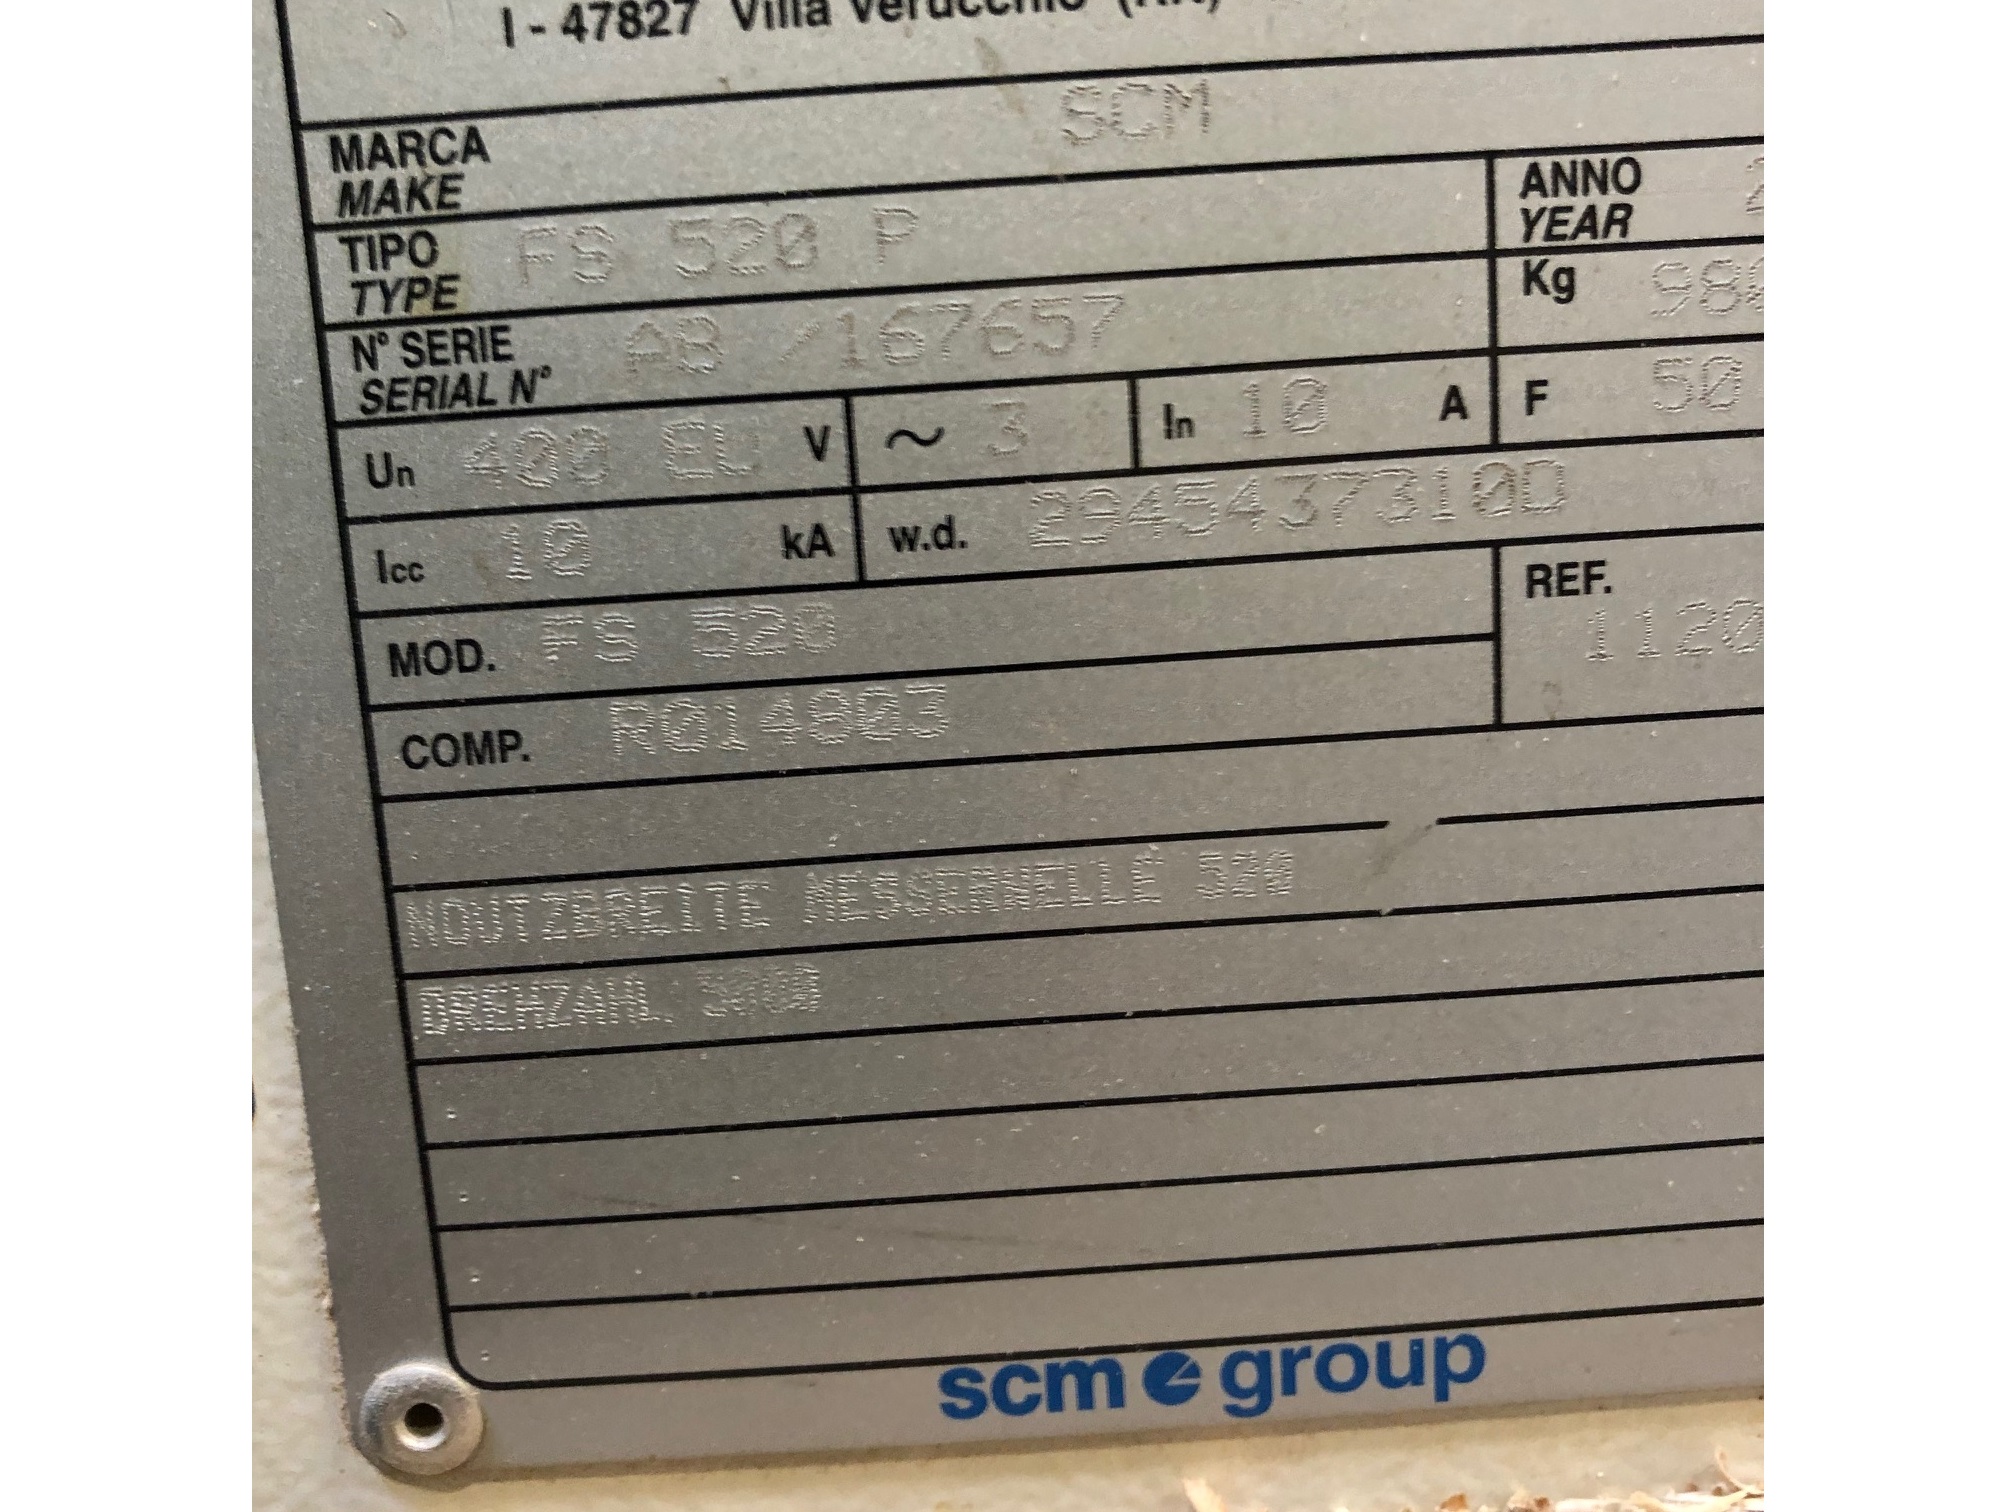 I - 47827 Villa Verucchio (RN)
MARCA SCM
MAKE
TIPO FS 520 P ANNO
TYPE YEAR
N° SERIE AB /167657 Kg 980
SERIAL N°
Un 400 EU V ~ 3 In 10 A F 50
Icc 10 kA w.d. 2945437310D
MOD. FS 520 REF.
1120
COMP. R014803
NOUTZBREITE MESSERWELLE 520
DREHZAHL
scm group